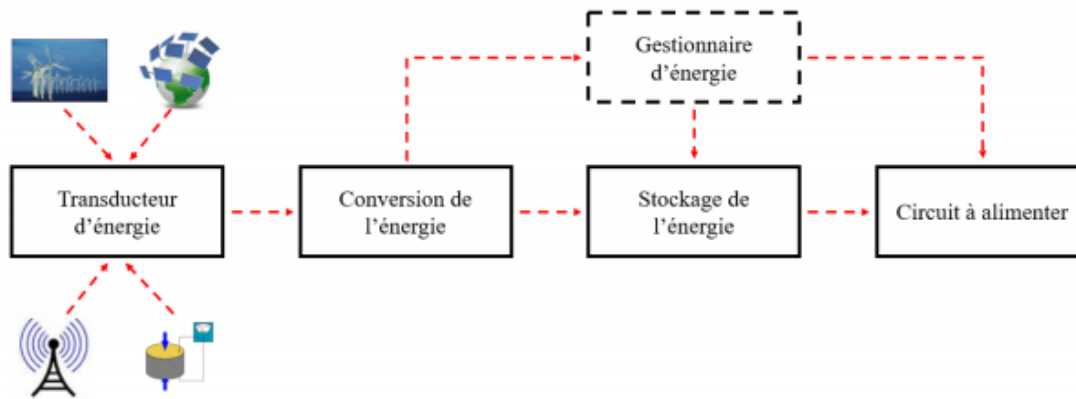 Gestionnaire
d’énergie
Transducteur
d’énergie
Conversion de
l’énergie
Stockage de
l’énergie
Circuit à alimenter